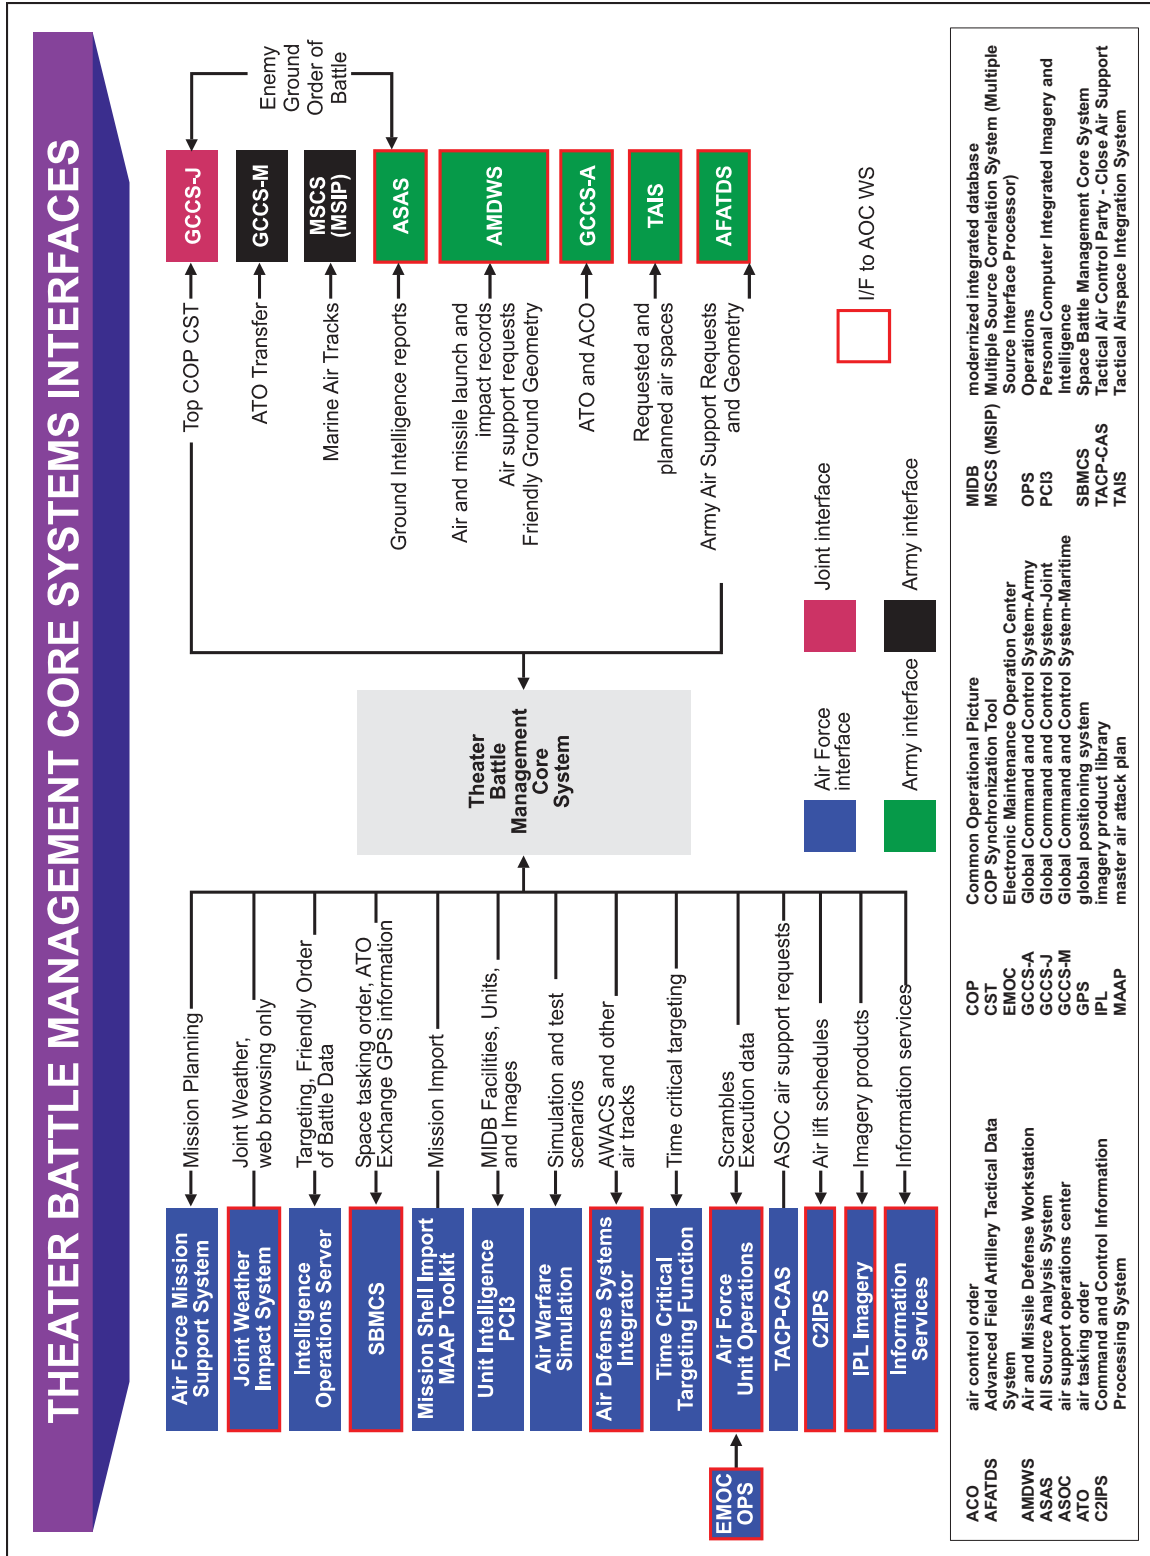 THEATER BATTLE MANAGEMENT CORE SYSTEMS INTERFACES
Air Force Mission
Support System
Mission Planning
Joint Weather
Impact System
Joint Weather,
web browsing only
Intelligence
Operations Server
Targeting, Friendly Order
of Battle Data
SBMCS
Space tasking order, ATO
Exchange GPS information
Mission Shell Import
MAAP Toolkit
Mission Import
Unit Intelligence
PCI3
MIDB Facilities, Units,
and Images
Air Warfare
Simulation
Simulation and test
scenarios
Air Defense Systems
Integrator
AWACS and other
air tracks
Time Critical
Targeting Function
Time critical targeting
EMOC
OPS
Air Force
Unit Operations
Scrambles
Execution data
TACP-CAS
ASOC air support requests
C2IPS
Air lift schedules
IPL Imagery
Imagery products
Information
Services
Information services
Theater
Battle
Management
Core
System
Top COP CST
GCCS-J
Enemy
Ground
Order of
Battle
ATO Transfer
GCCS-M
Marine Air Tracks
MSCS
(MSIP)
Ground Intelligence reports
ASAS
Air and missile launch and
impact records
Air support requests
Friendly Ground Geometry
AMDWS
ATO and ACO
GCCS-A
Requested and
planned air spaces
TAIS
Army Air Support Requests
and Geometry
AFATDS
Air Force
interface
Joint interface
I/F to AOC WS
Army interface
Army interface
ACO air control order
AFATDS Advanced Field Artillery Tactical Data
System
AMDWS Air and Missile Defense Workstation
ASAS All Source Analysis System
ASOC air support operations center
ATO air tasking order
C2IPS Command and Control Information
Processing System
COP Common Operational Picture
CST COP Synchronization Tool
EMOC Electronic Maintenance Operation Center
GCCS-A Global Command and Control System-Army
GCCS-J Global Command and Control System-Joint
GCCS-M Global Command and Control System-Maritime
GPS global positioning system
IPL imagery product library
MAAP master air attack plan
MIDB modernized integrated database
MSCS (MSIP) Multiple Source Correlation System (Multiple
Source Interface Processor)
OPS Operations
PCI3 Personal Computer Integrated Imagery and
Intelligence
SBMCS Space Battle Management Core System
TACP-CAS Tactical Air Control Party - Close Air Support
TAIS Tactical Airspace Integration System